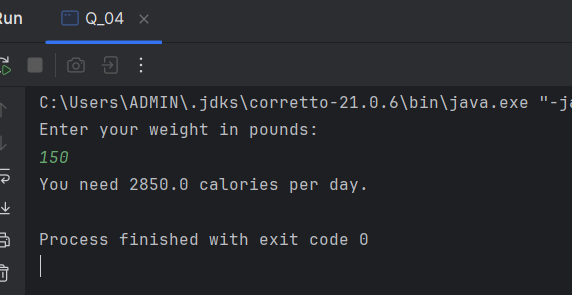 Run
Q_04
C:\Users\ADMIN\.jdks\corretto-21.0.6\bin\java.exe "-ja
Enter your weight in pounds:
150
You need 2850.0 calories per day.
Process finished with exit code 0